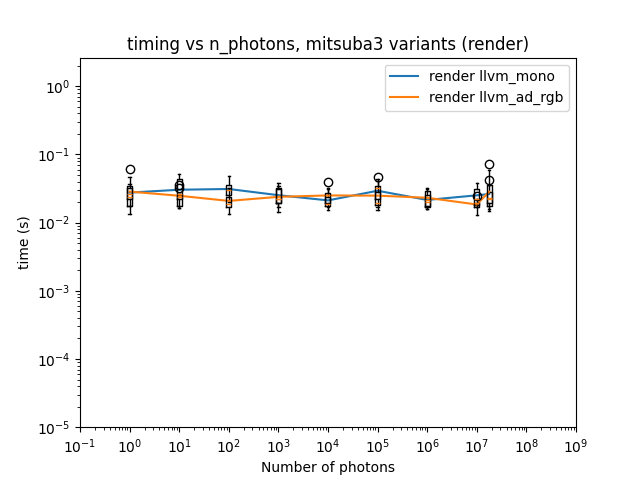 timing vs n_photons, mitsuba3 variants (render)
render llvm_mono
render llvm_ad_rgb
time (s)
10⁰
10⁻¹
10⁻²
10⁻³
10⁻⁴
10⁻⁵
10⁻¹ 10⁰ 10¹ 10² 10³ 10⁴ 10⁵ 10⁶ 10⁷ 10⁸ 10⁹
Number of photons